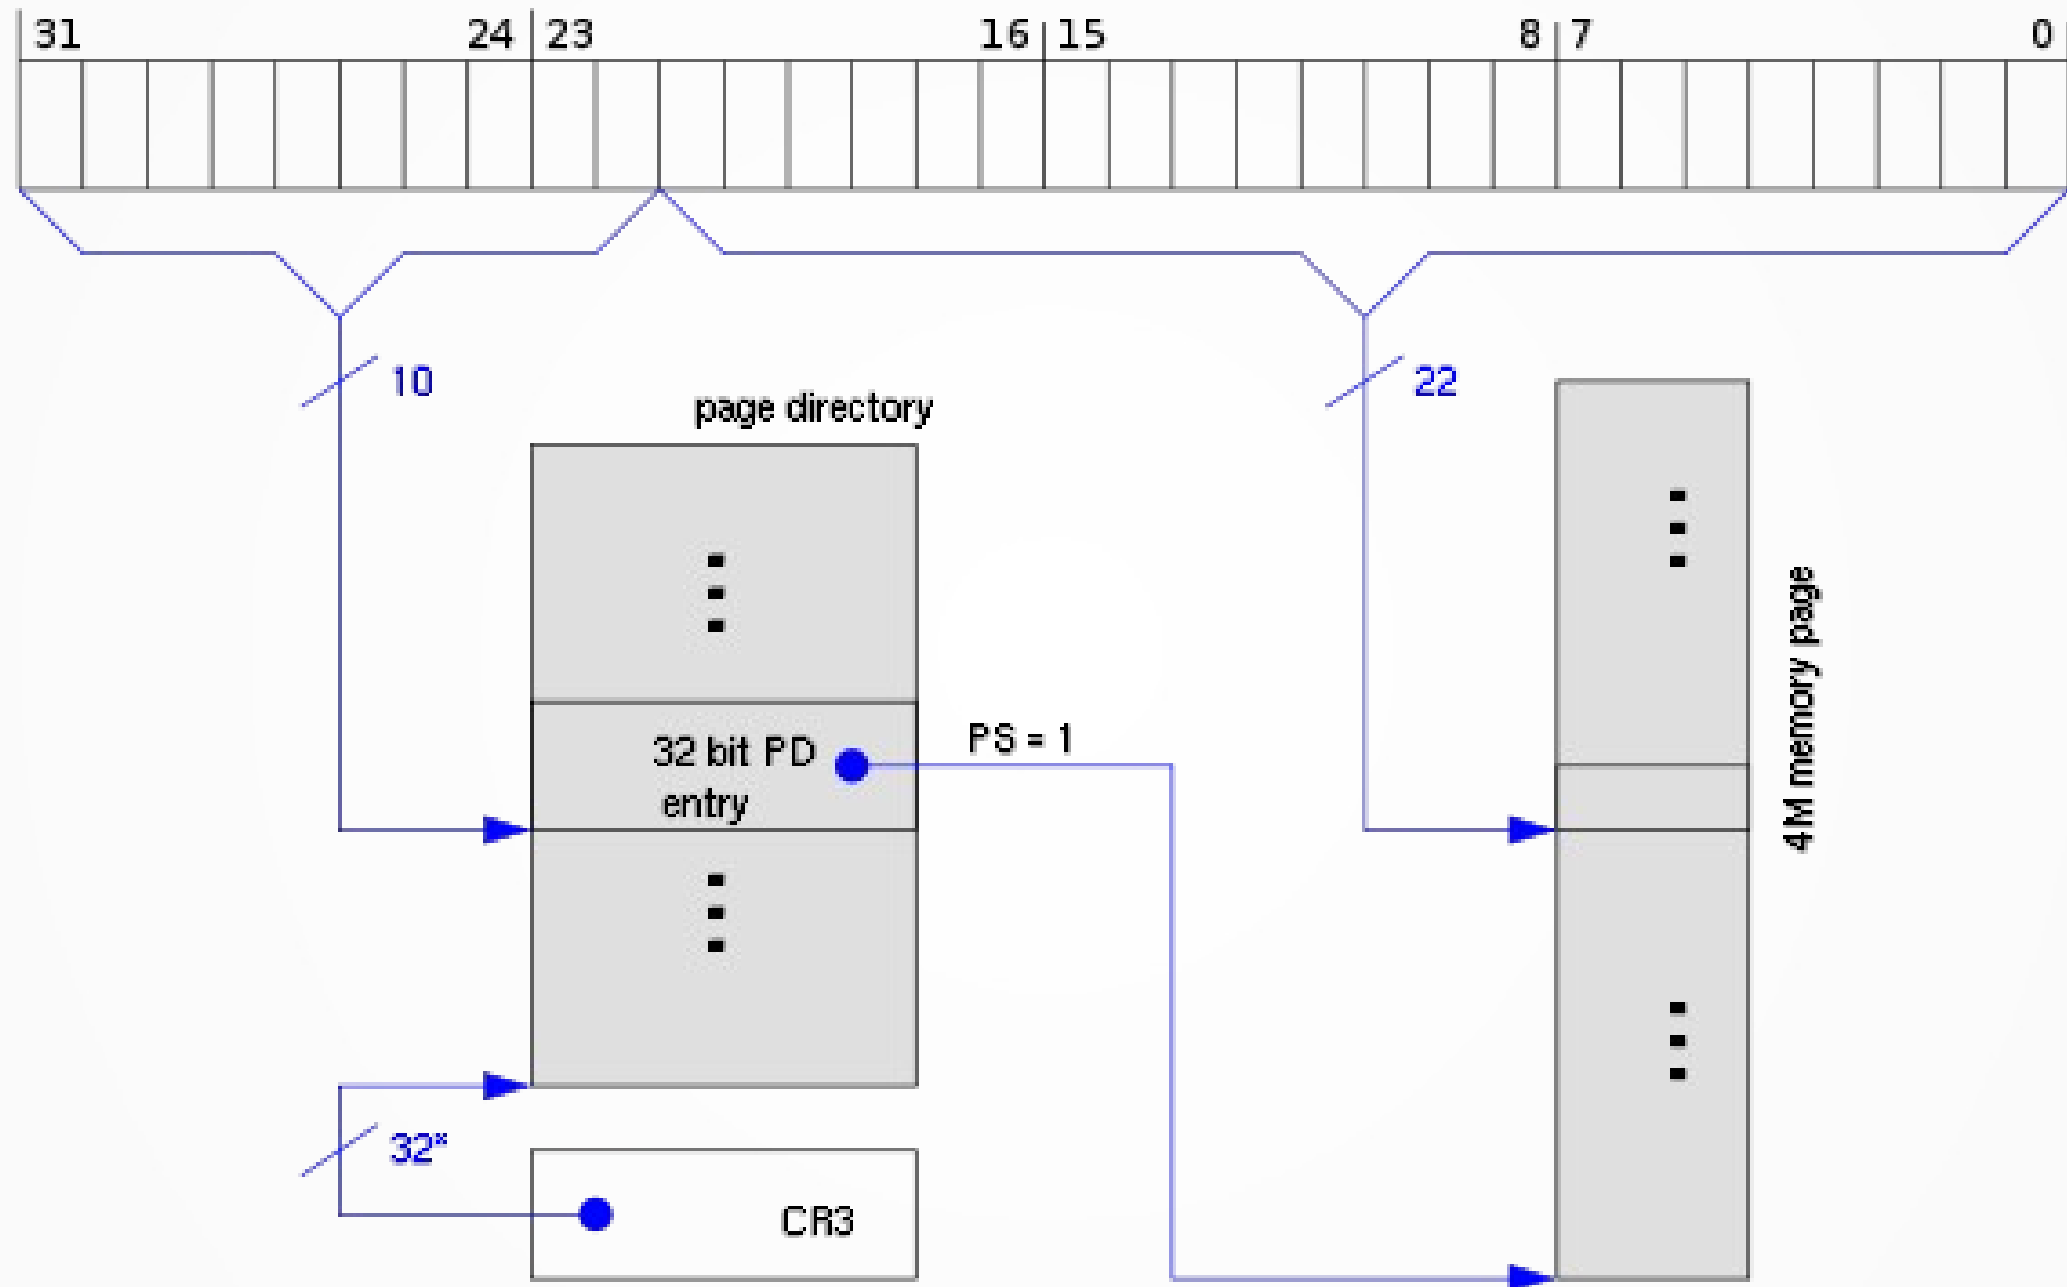 31 24 23 16 15 8 7 0
10
22
page directory
32 bit PD
entry
PS = 1
4M memory page
32*
CR3